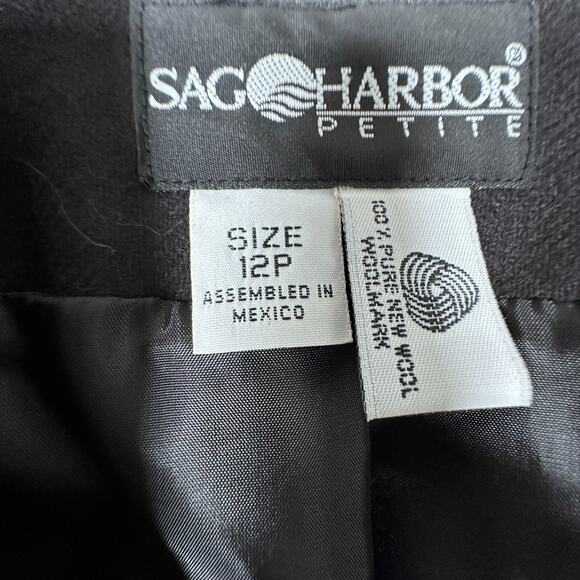 SAG HARBOR®
PETITE
SIZE
12P
ASSEMBLED IN
MEXICO
100% PURE NEW WOOL
WOOLMARK